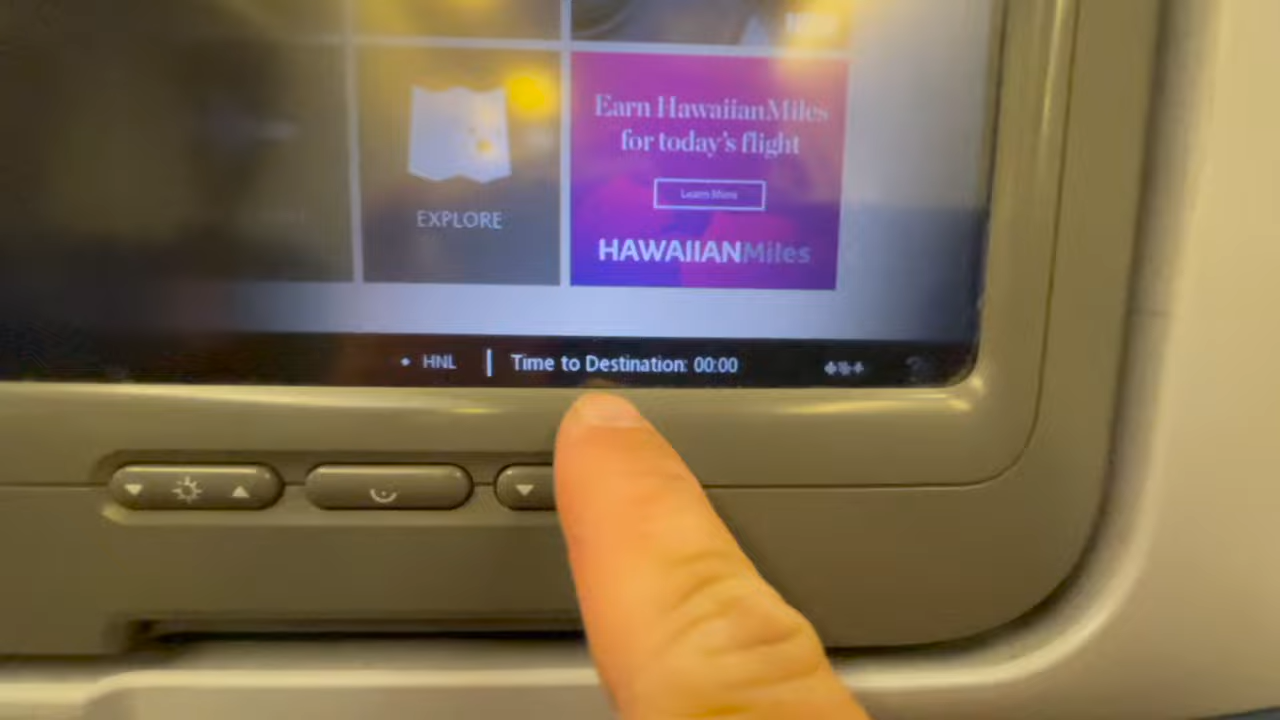 Earn HawaiianMiles
for today's flight
Learn More
EXPLORE
HAWAIIANMiles
HNL | Time to Destination: 00:00